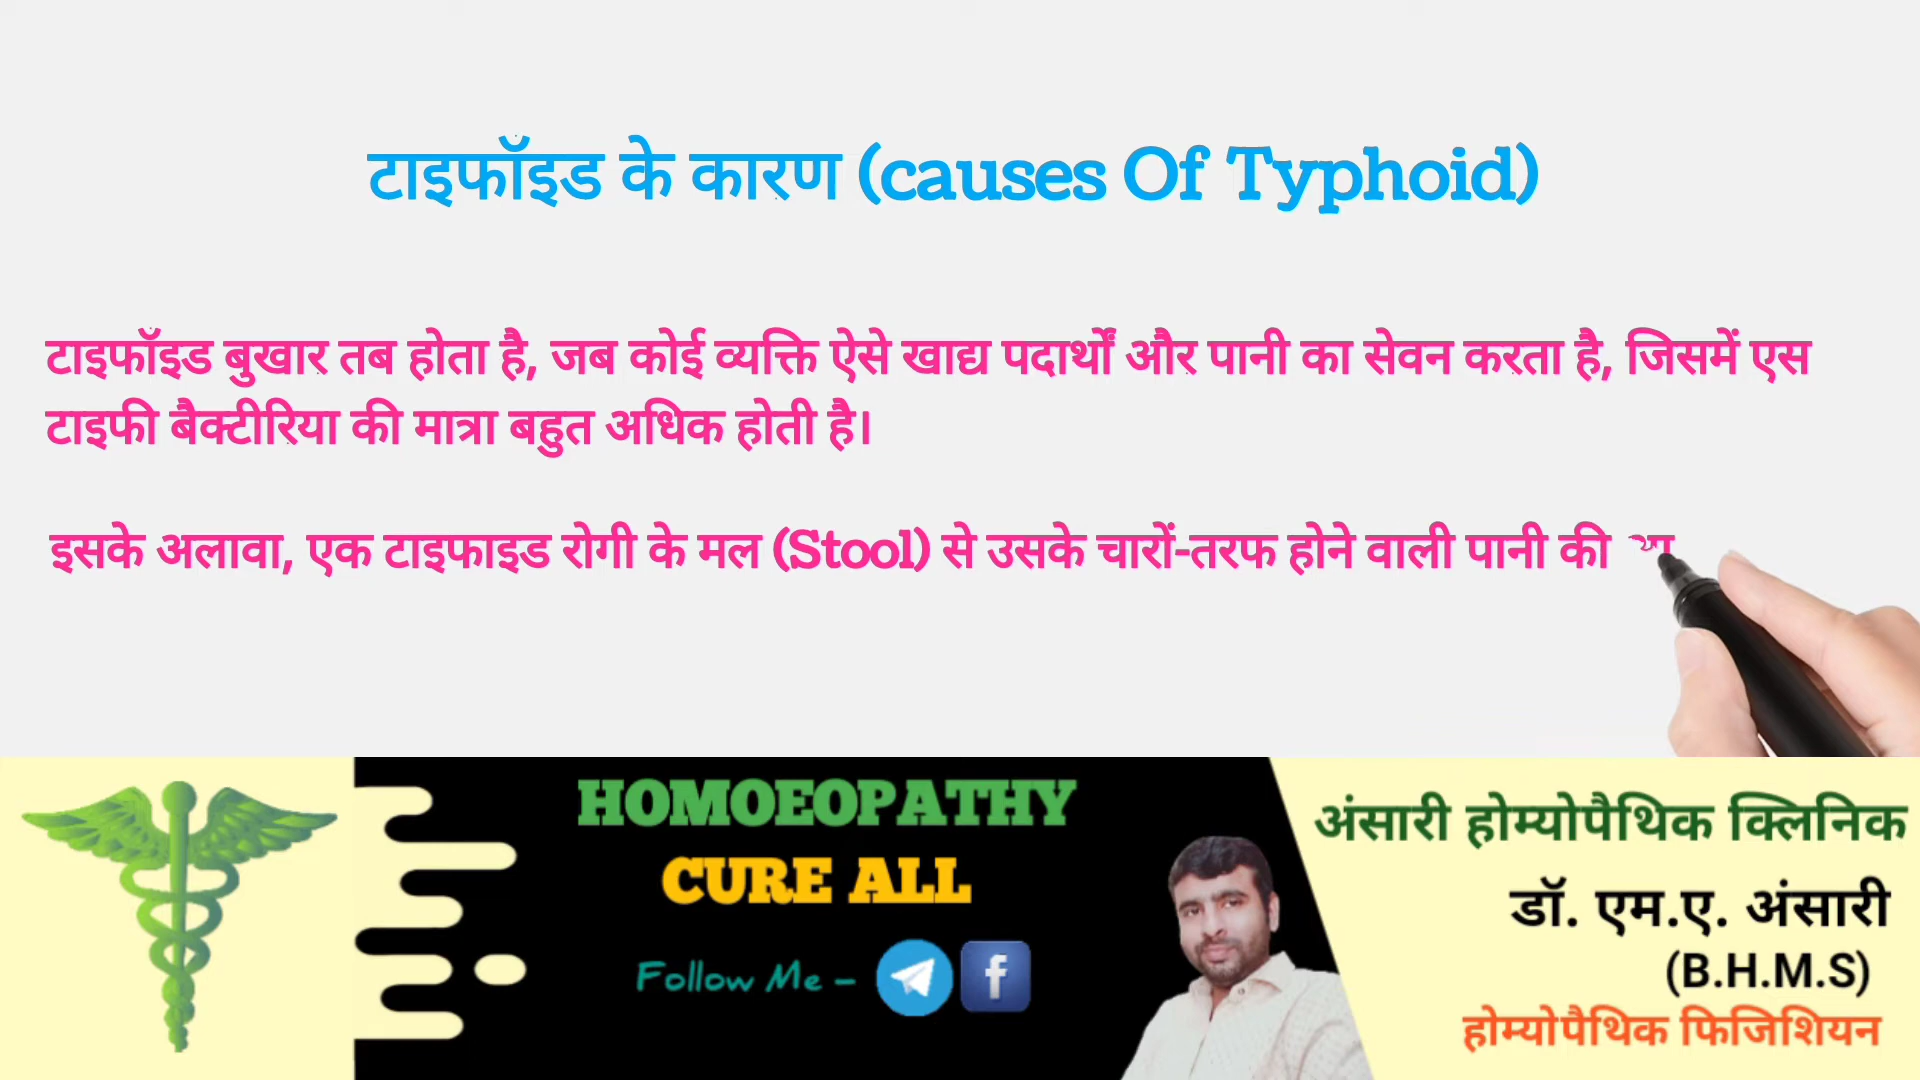 टाइफॉइड के कारण (causes Of Typhoid)
टाइफॉइड बुखार तब होता है, जब कोई व्यक्ति ऐसे खाद्य पदार्थों और पानी का सेवन करता है, जिसमें एस
टाइफी बैक्टीरिया की मात्रा बहुत अधिक होती है।
इसके अलावा, एक टाइफाइड रोगी के मल (Stool) से उसके चारों-तरफ होने वाली पानी की
HOMOEOPATHY
CURE ALL
Follow Me -
अंसारी होम्योपैथिक क्लिनिक
डॉ. एम.ए. अंसारी
(B.H.M.S)
होम्योपैथिक फिजिशियन